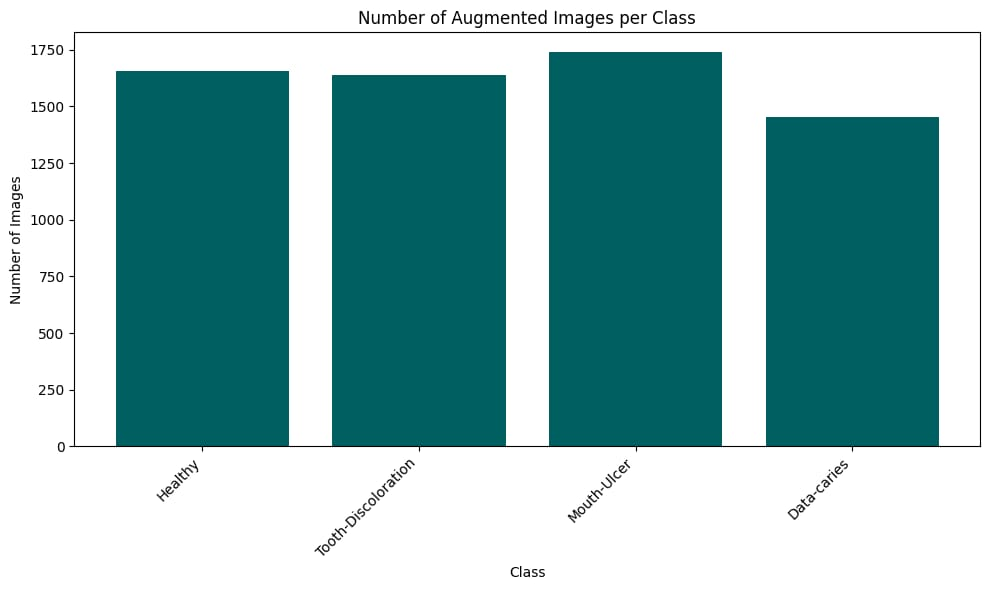 Number of Augmented Images per Class
Number of Images
1750
1500
1250
1000
750
500
250
0
Healthy
Tooth-Discoloration
Mouth-Ulcer
Data-caries
Class